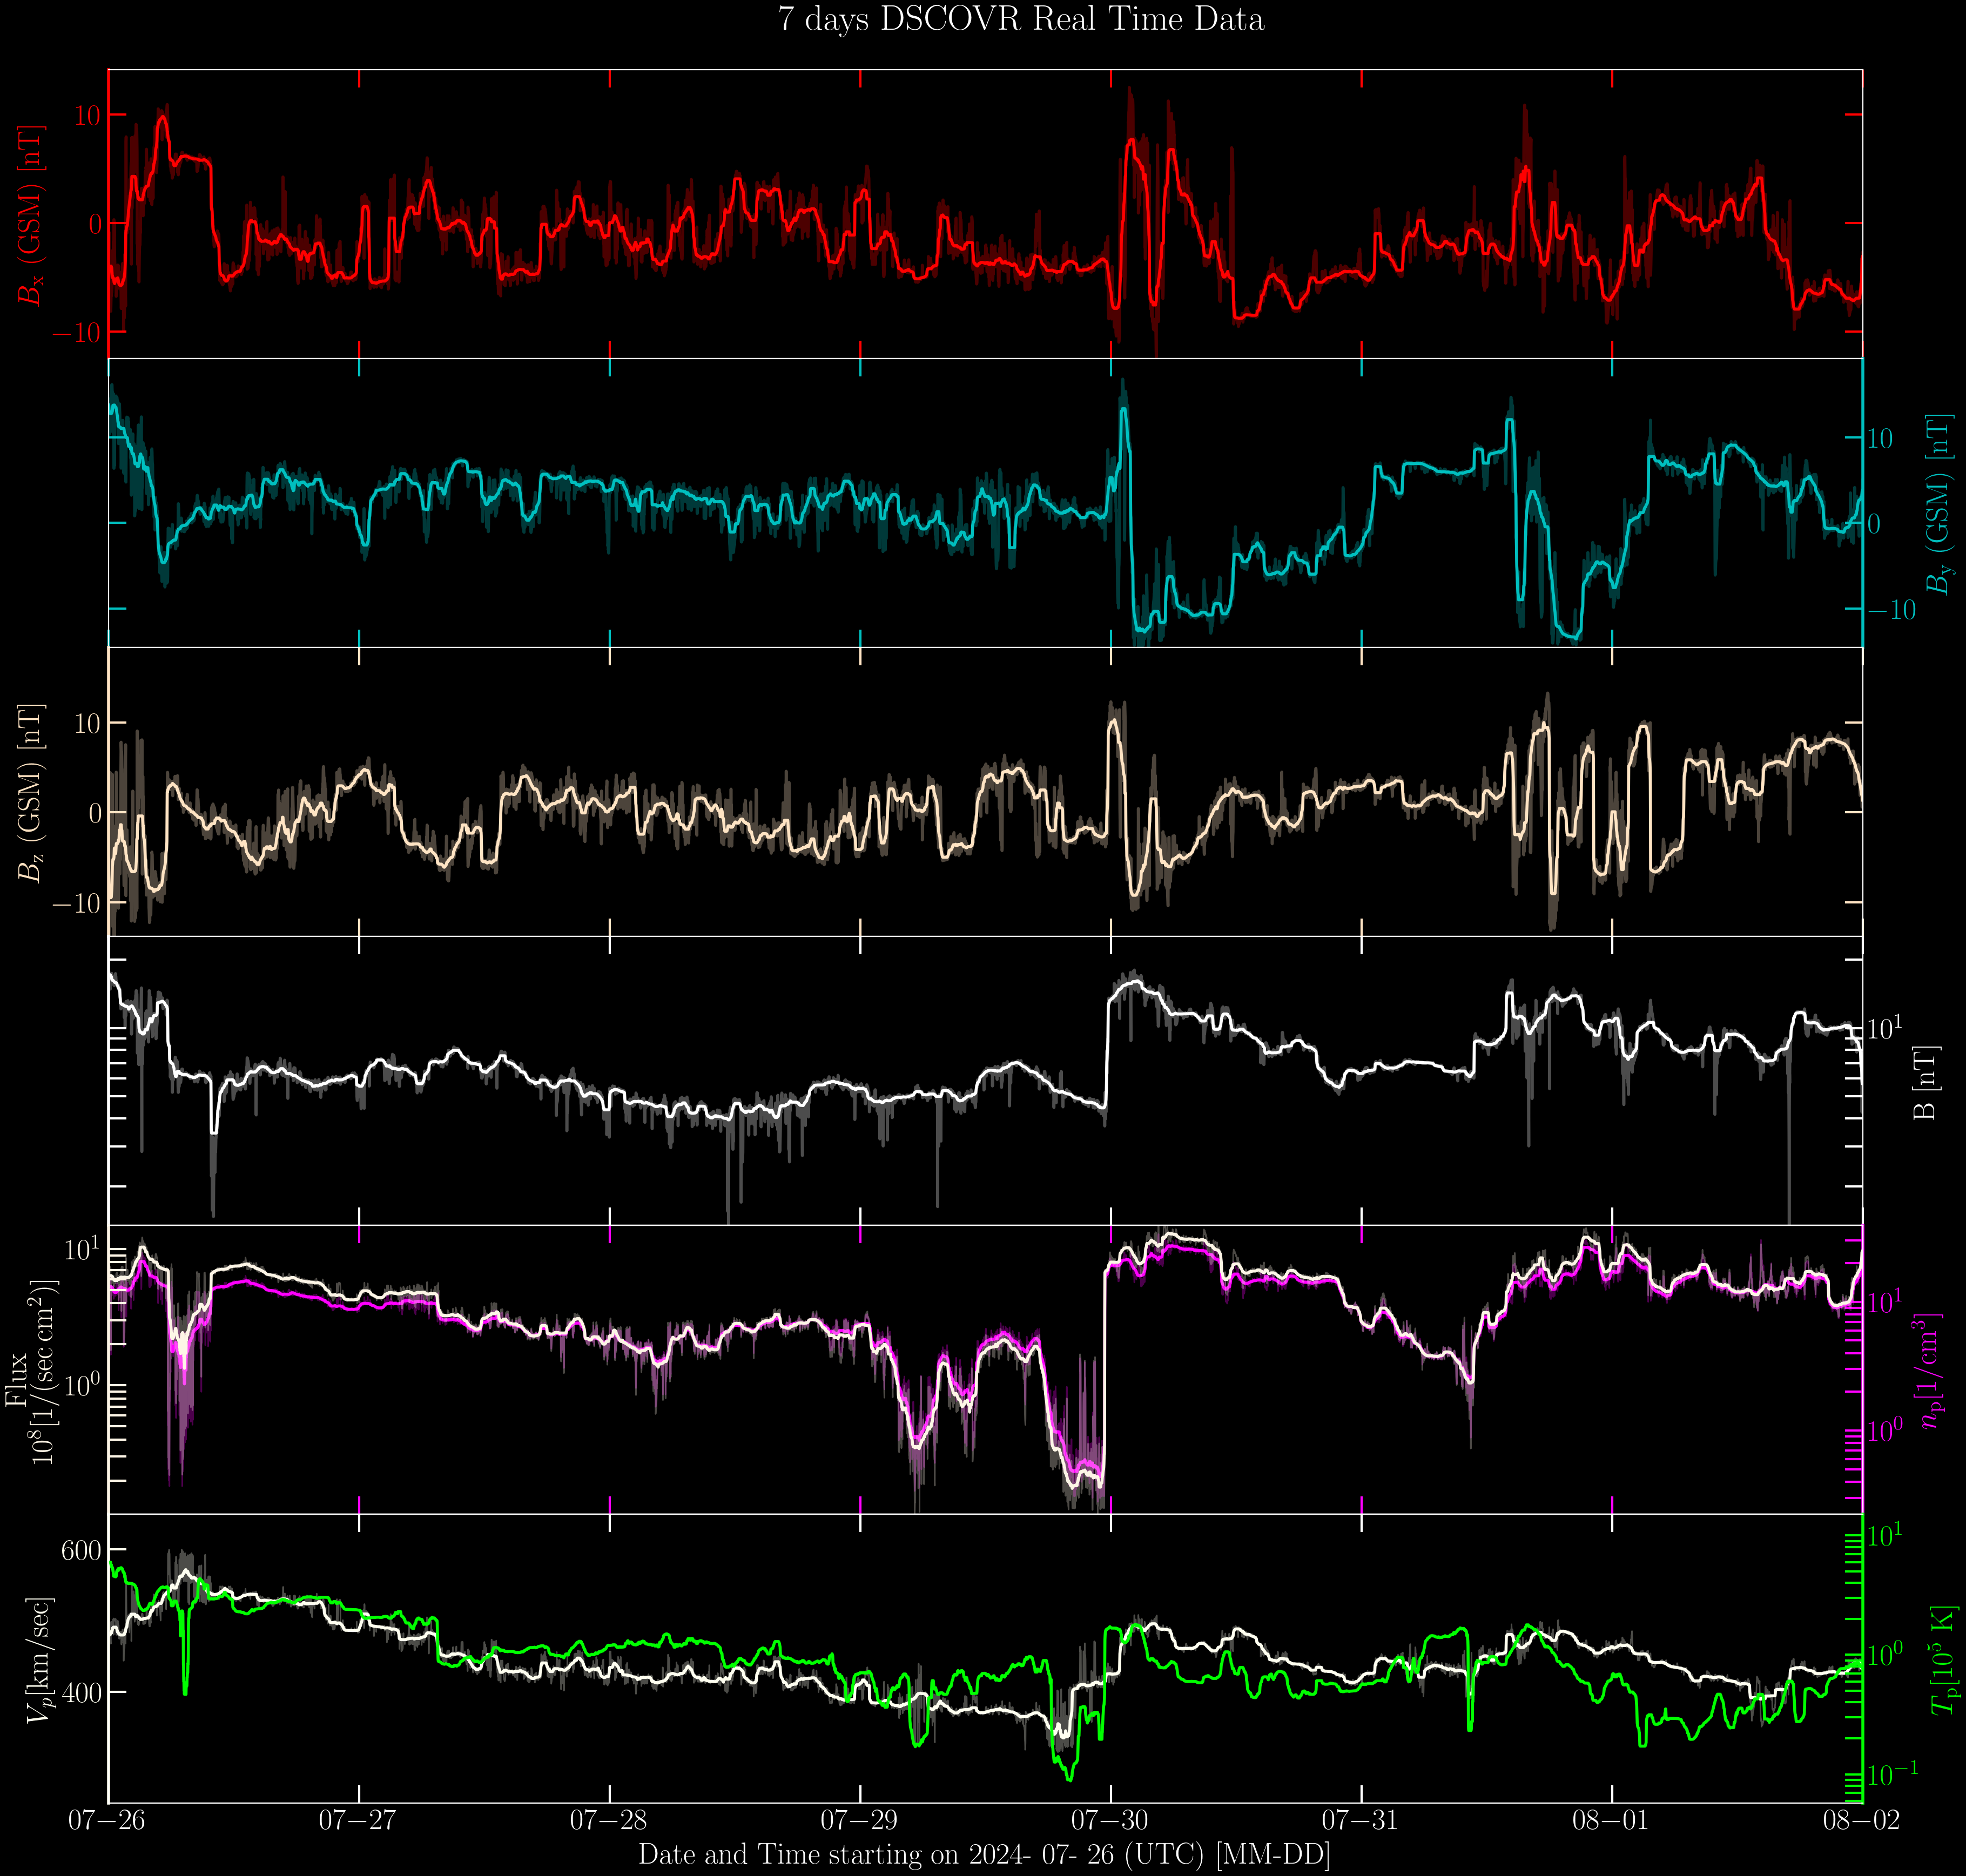 7 days DSCOVR Real Time Data
Bx (GSM) [nT]
10
0
−10
10
0
−10
By (GSM) [nT]
Bz (GSM) [nT]
10
0
−10
10¹
B [nT]
Flux
10⁸[1/(sec cm²)]
10¹
10⁰
10¹
10⁰
nₚ[1/cm³]
Vₚ[km/sec]
600
400
10¹
10⁰
10⁻¹
Tₚ[10⁵ K]
07−26 07−27 07−28 07−29 07−30 07−31 08−01 08−02
Date and Time starting on 2024- 07- 26 (UTC) [MM-DD]